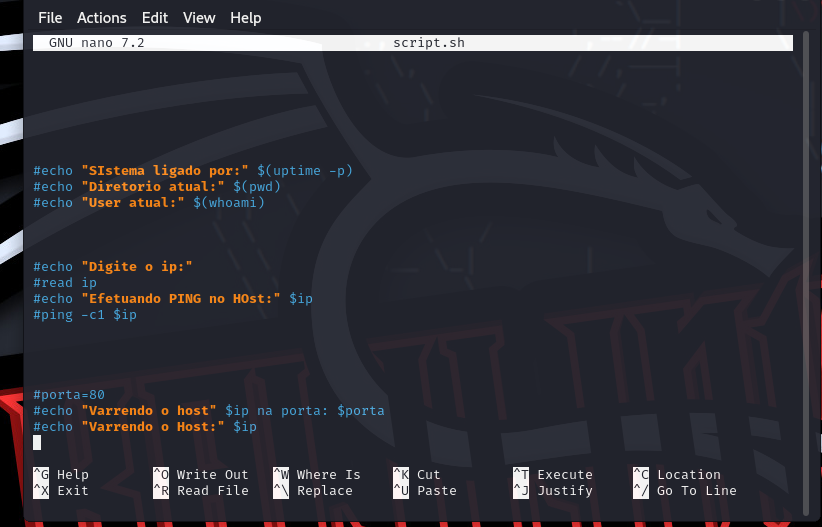 File Actions Edit View Help
GNU nano 7.2 script.sh
#echo "SIstema ligado por:" $(uptime -p)
#echo "Diretorio atual:" $(pwd)
#echo "User atual:" $(whoami)
#echo "Digite o ip:"
#read ip
#echo "Efetuando PING no HOst:" $ip
#ping -c1 $ip
#porta=80
#echo "Varrendo o host" $ip na porta: $porta
#echo "Varrendo o Host:" $ip
^G Help ^O Write Out ^W Where Is ^K Cut ^T Execute ^C Location
^X Exit ^R Read File ^\ Replace ^U Paste ^J Justify ^/ Go To Line